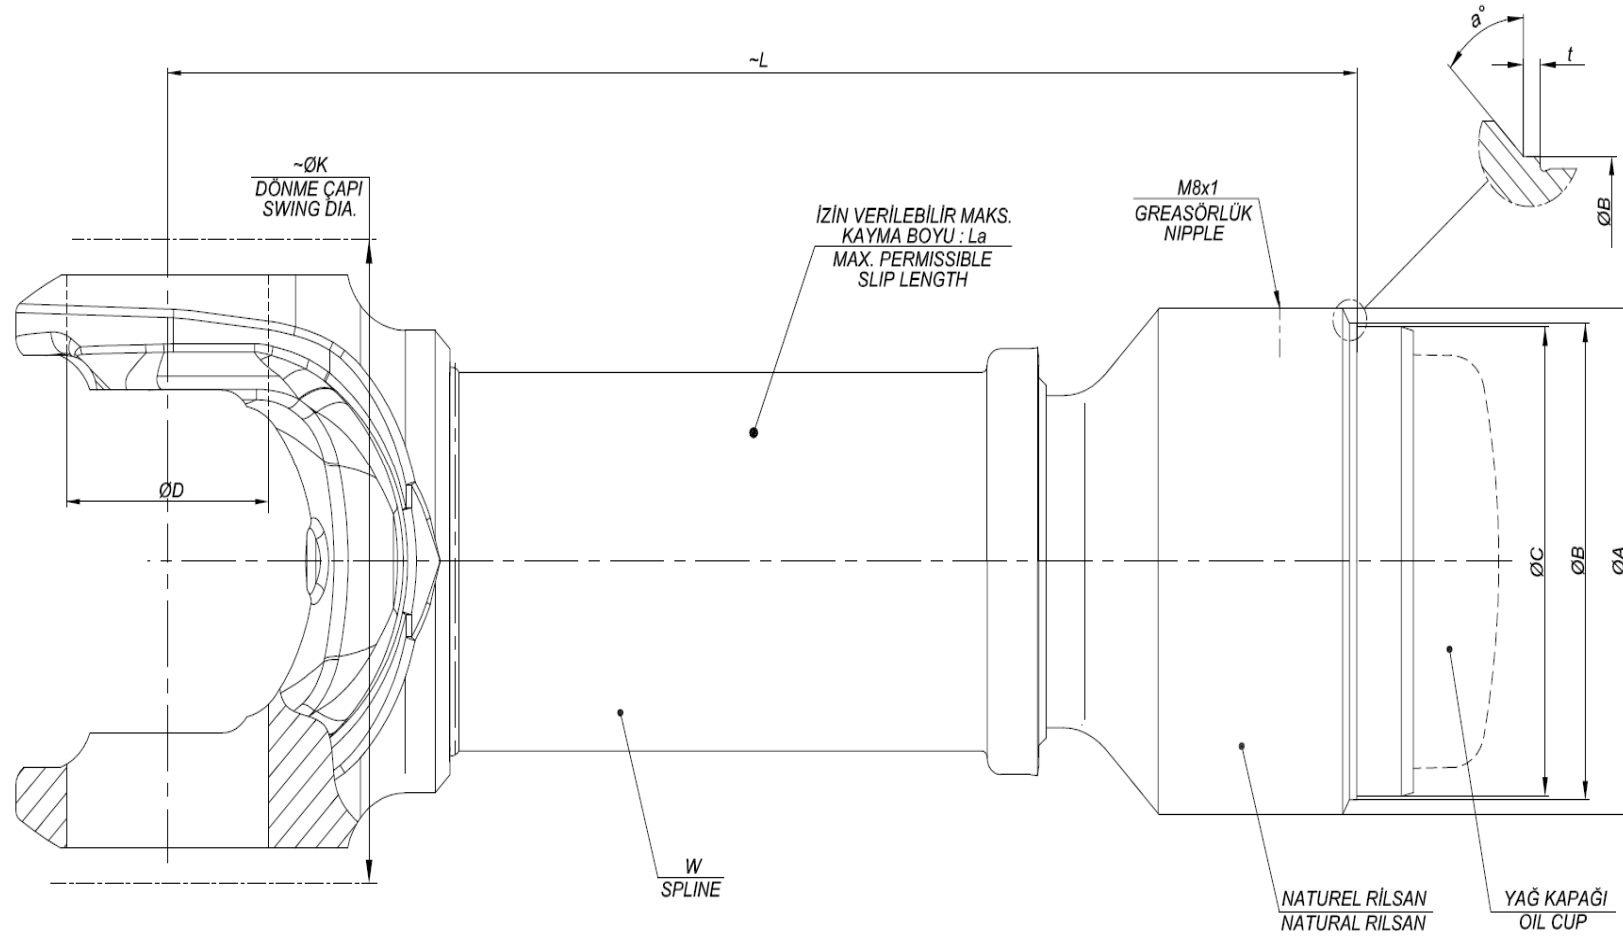 a°
t
~L
ØB
~ØK
DÖNME ÇAPI
SWING DIA.
İZİN VERİLEBİLİR MAKS.
KAYMA BOYU : La
MAX. PERMISSIBLE
SLIP LENGTH
M8x1
GREASÖRLÜK
NIPPLE
ØD
ØC
ØB
ØA
W
SPLINE
NATUREL RİLSAN
NATURAL RILSAN
YAĞ KAPAĞI
OIL CUP